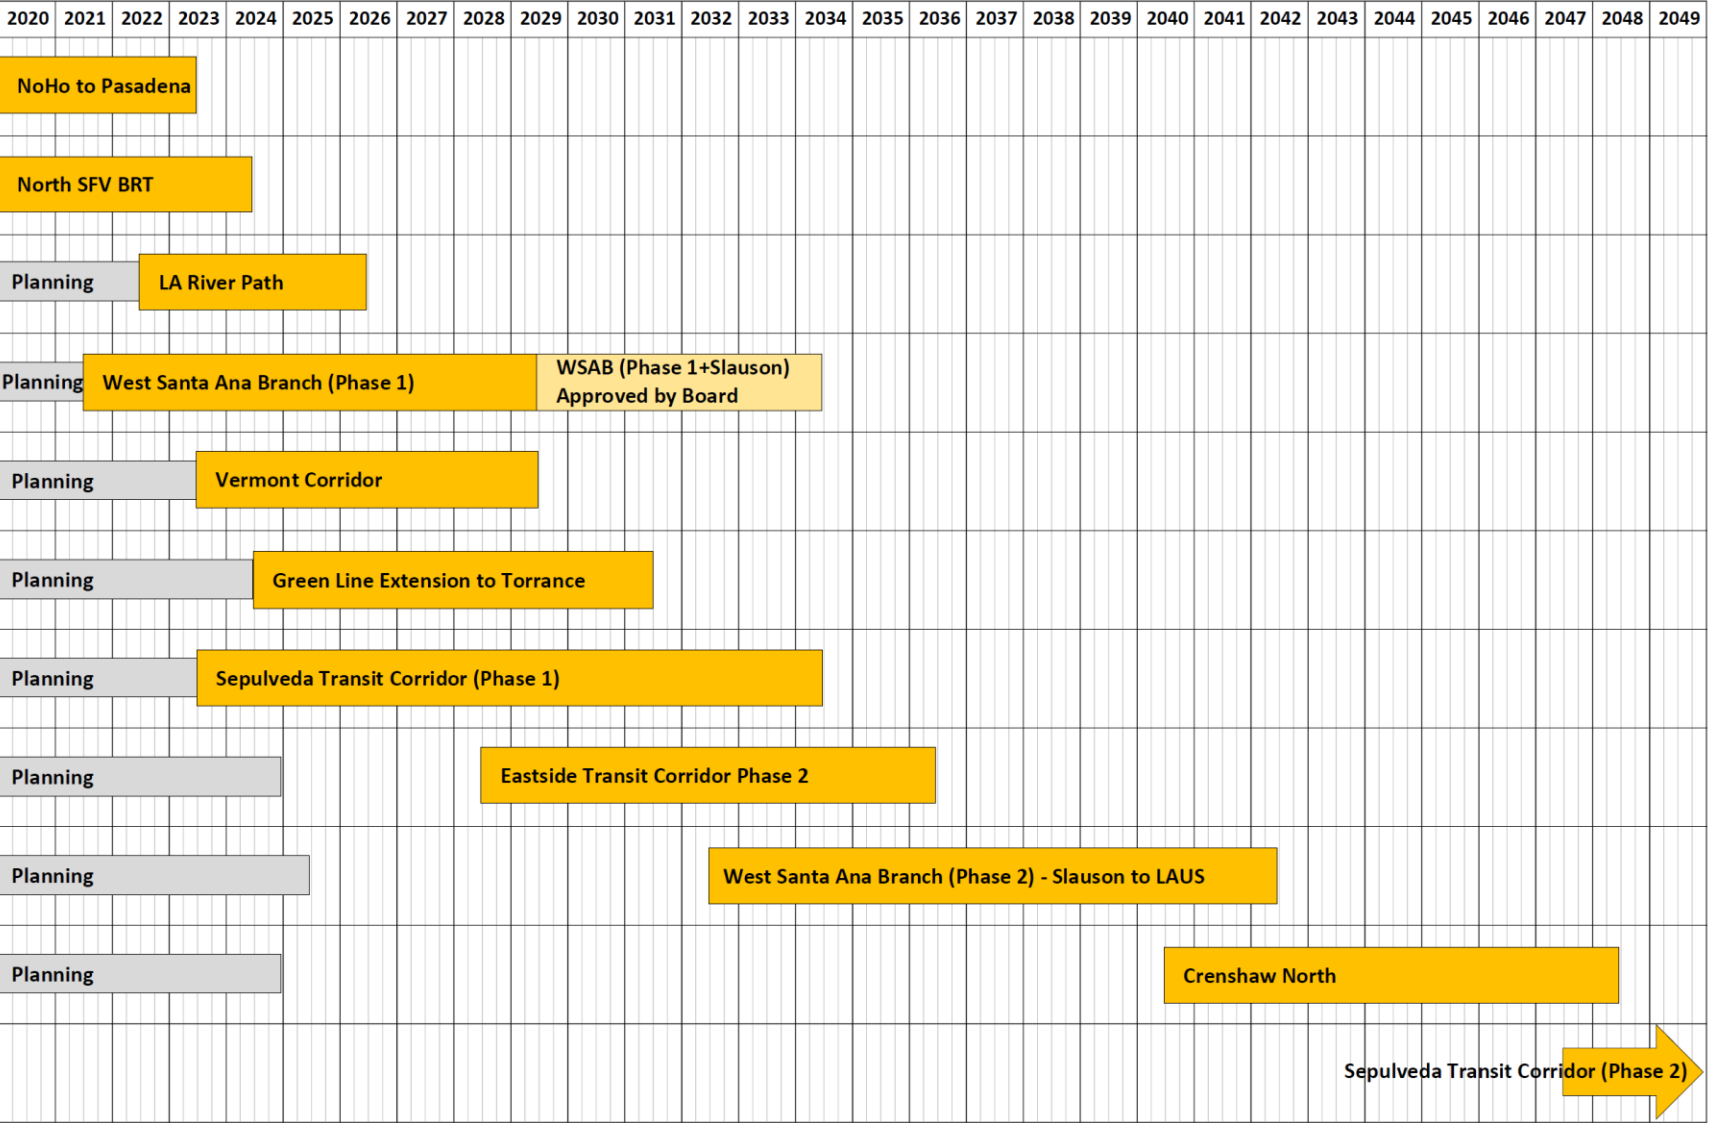 2020 2021 2022 2023 2024 2025 2026 2027 2028 2029 2030 2031 2032 2033 2034 2035 2036 2037 2038 2039 2040 2041 2042 2043 2044 2045 2046 2047 2048 2049
NoHo to Pasadena
North SFV BRT
Planning LA River Path
Planning West Santa Ana Branch (Phase 1)
WSAB (Phase 1+Slauson)
Approved by Board
Planning Vermont Corridor
Planning Green Line Extension to Torrance
Planning Sepulveda Transit Corridor (Phase 1)
Planning Eastside Transit Corridor Phase 2
Planning West Santa Ana Branch (Phase 2) - Slauson to LAUS
Planning Crenshaw North
Sepulveda Transit Corridor (Phase 2)